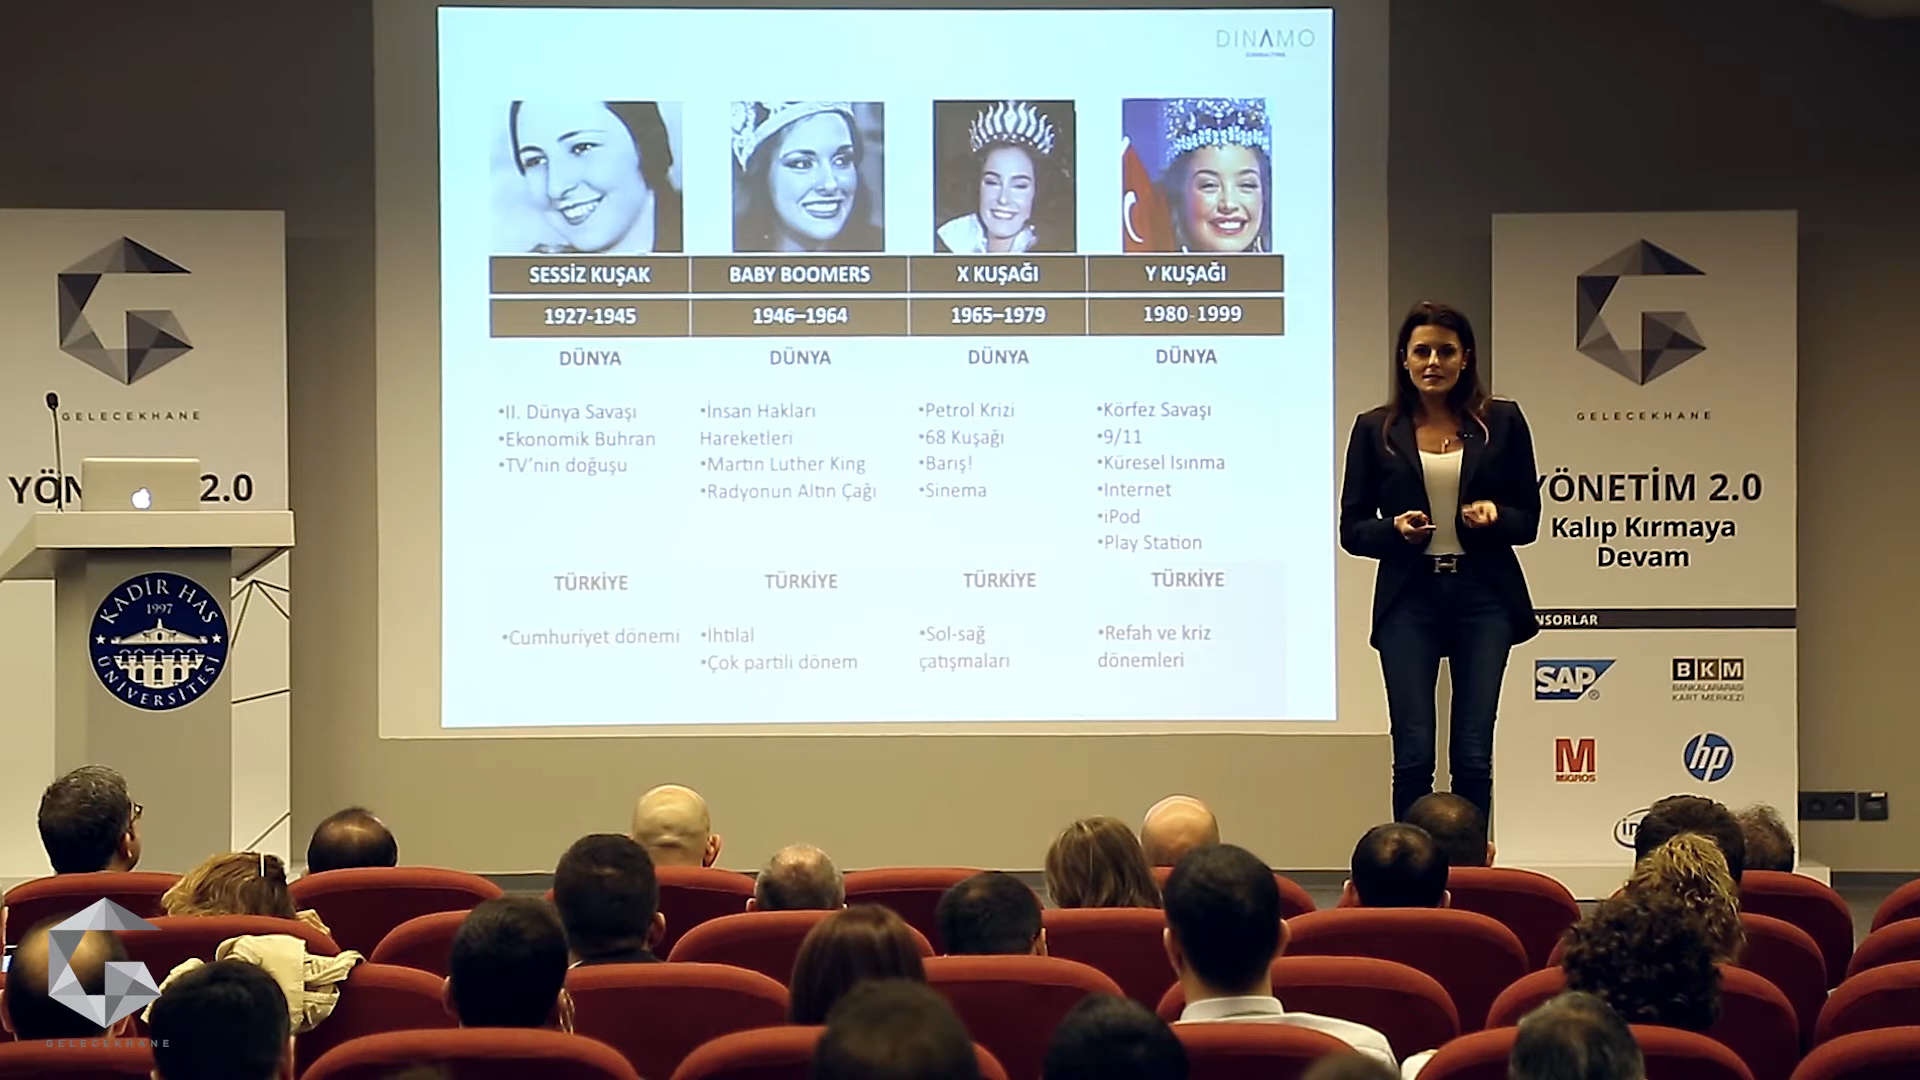 DINAMO
CONSULTING
SESSİZ KUŞAK
BABY BOOMERS
X KUŞAĞI
Y KUŞAĞI
1927-1945
1946–1964
1965–1979
1980-1999
DÜNYA
DÜNYA
DÜNYA
DÜNYA
•II. Dünya Savaşı
•Ekonomik Buhran
•TV'nin doğuşu
•İnsan Hakları
Hareketleri
•Martin Luther King
•Radyonun Altın Çağı
•Petrol Krizi
•68 Kuşağı
•Barış!
•Sinema
•Körfez Savaşı
•9/11
•Küresel Isınma
•Internet
•iPod
•Play Station
TÜRKİYE
TÜRKİYE
TÜRKİYE
TÜRKİYE
•Cumhuriyet dönemi
•İhtilal
•Çok partili dönem
•Sol-sağ
çatışmaları
•Refah ve kriz
dönemleri
GELECEKHANE
YÖN 2.0
KADİR HAS
1997
ÜNİVERSİTESİ
GELECEKHANE
YÖNETİM 2.0
Kalıp Kırmaya
Devam
NSORLAR
SAP
BKM
BANKALARARASI
KART MERKEZİ
M
MİGROS
hp
GELECEKHANE